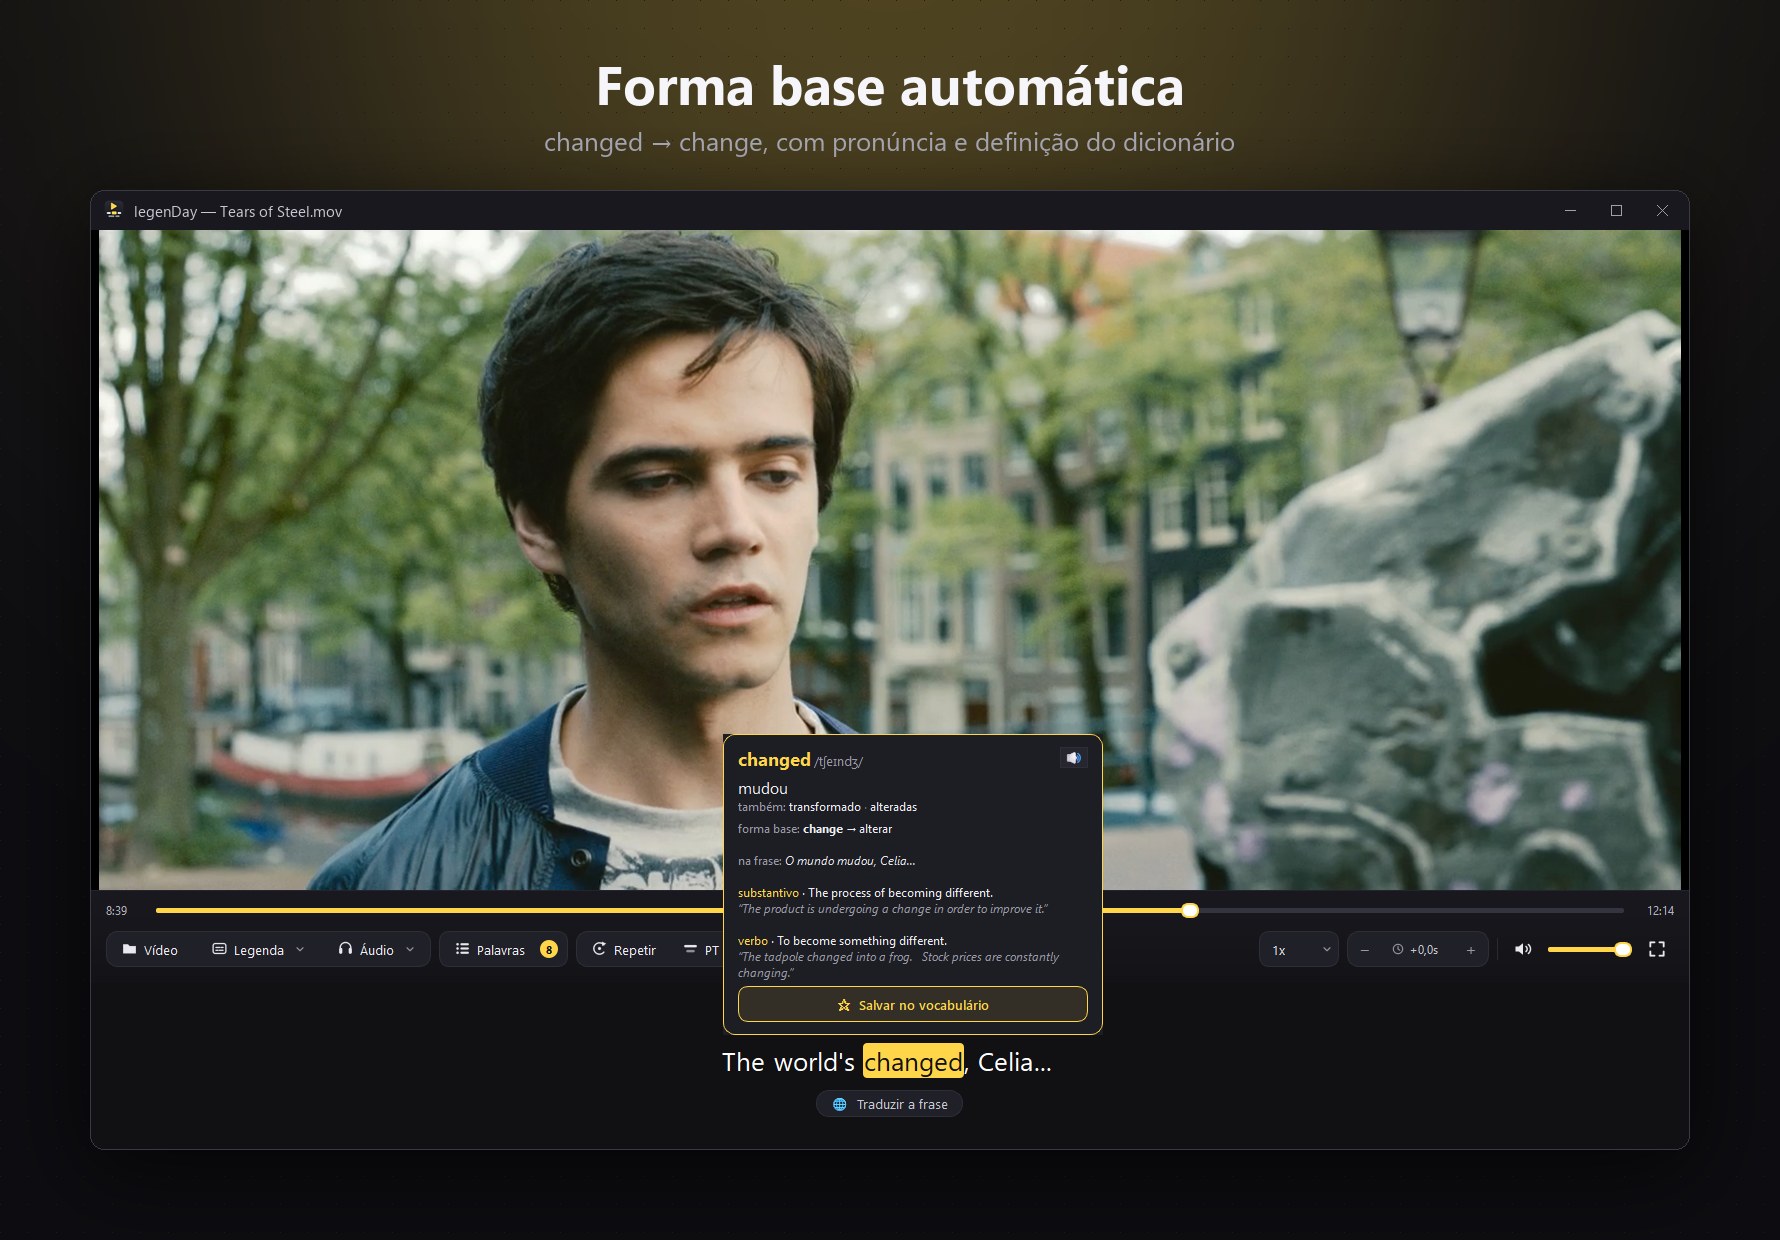 Forma base automática
changed → change, com pronúncia e definição do dicionário
legenDay — Tears of Steel.mov
changed /tʃeɪndʒ/
mudou
também: transformado · alteradas
forma base: change → alterar
na frase: O mundo mudou, Celia...
substantivo · The process of becoming different.
"The product is undergoing a change in order to improve it."
verbo · To become something different.
"The tadpole changed into a frog. Stock prices are constantly
changing."
Salvar no vocabulário
8:39
12:14
Vídeo
Legenda
Áudio
Palavras 8
Repetir
PT
1x
− +0,0s +
The world's changed, Celia...
Traduzir a frase